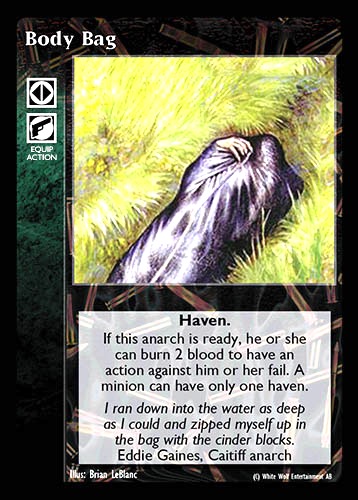 Body Bag
EQUIP
ACTION
Haven.
If this anarch is ready, he or she
can burn 2 blood to have an
action against him or her fail. A
minion can have only one haven.
I ran down into the water as deep
as I could and zipped myself up in
the bag with the cinder blocks.
Eddie Gaines, Caitiff anarch
Illus: Brian LeBlanc
(C) White Wolf Entertainment AB